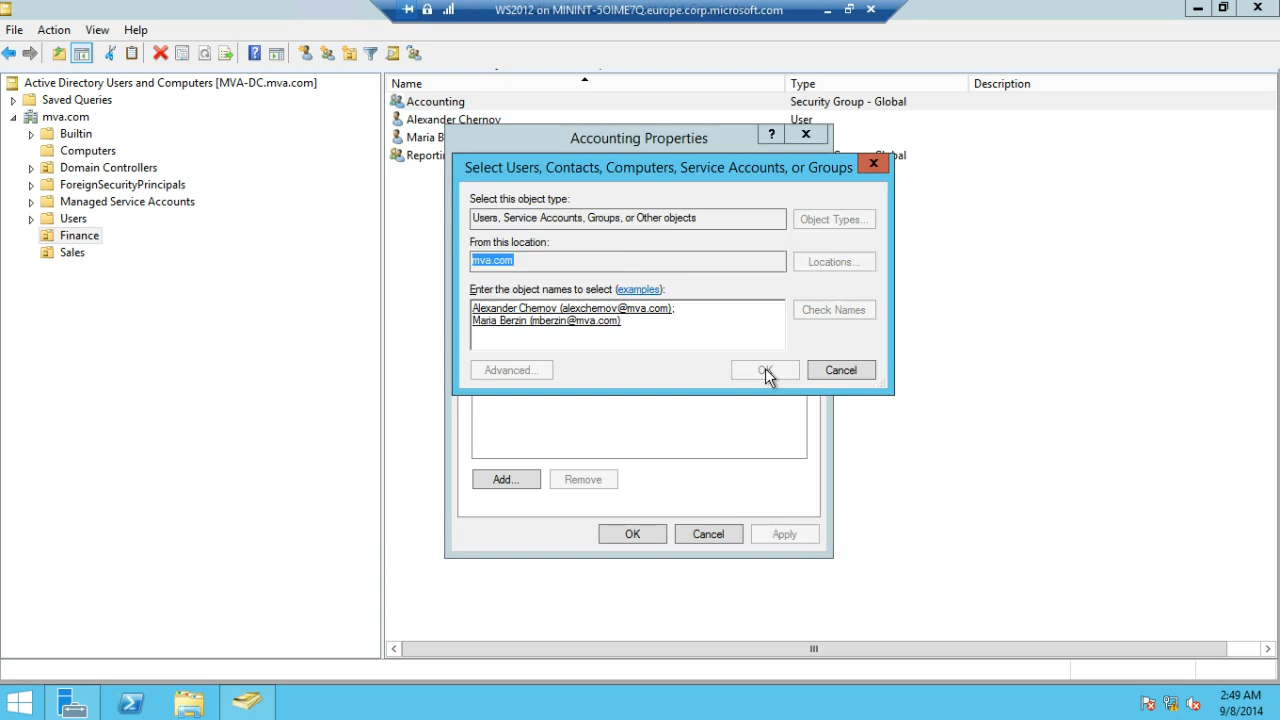 WS2012 on MININT-5OIME7Q.europe.corp.microsoft.com
File Action View Help
Active Directory Users and Computers [MVA-DC.mva.com]
Saved Queries
mva.com
Builtin
Computers
Domain Controllers
ForeignSecurityPrincipals
Managed Service Accounts
Users
Finance
Sales
Name Type Description
Accounting Security Group - Global
Alexander Chernov User
Maria B
Reporti al
Accounting Properties
Select Users, Contacts, Computers, Service Accounts, or Groups
Select this object type:
Users, Service Accounts, Groups, or Other objects Object Types...
From this location:
mva.com Locations...
Enter the object names to select (examples):
Alexander Chernov (alexchernov@mva.com); Check Names
Maria Berzin (mberzin@mva.com)
Advanced... OK Cancel
Add... Remove
OK Cancel Apply
2:49 AM
9/8/2014